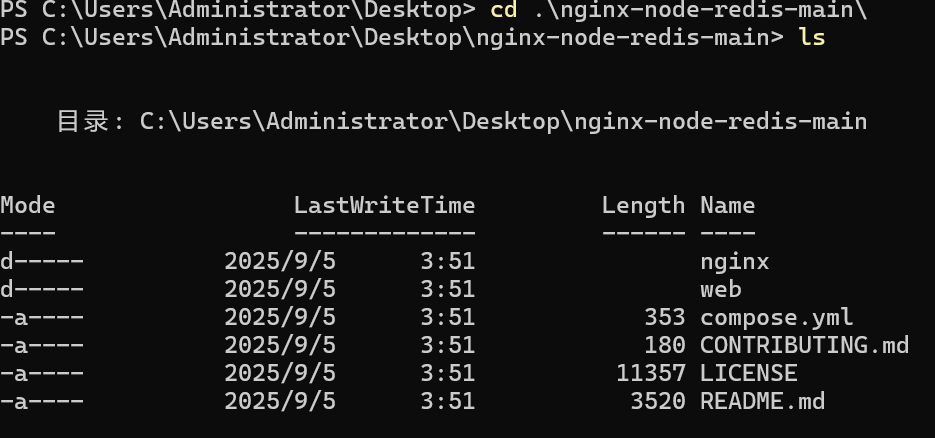 PS C:\Users\Administrator\Desktop> cd .\nginx-node-redis-main\
PS C:\Users\Administrator\Desktop\nginx-node-redis-main> ls
目录: C:\Users\Administrator\Desktop\nginx-node-redis-main
Mode                 LastWriteTime         Length Name
----                 -------------         ------ ----
d-----          2025/9/5      3:51                nginx
d-----          2025/9/5      3:51                web
-a----          2025/9/5      3:51            353 compose.yml
-a----          2025/9/5      3:51            180 CONTRIBUTING.md
-a----          2025/9/5      3:51          11357 LICENSE
-a----          2025/9/5      3:51           3520 README.md